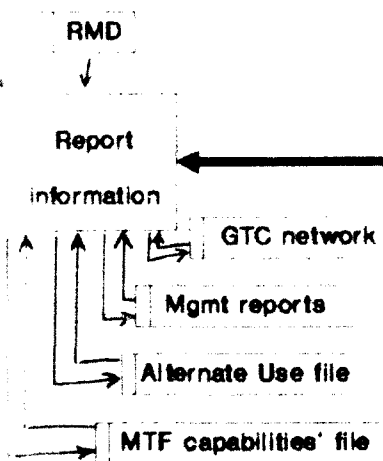 RMD
Report
information
GTC network
Mgmt reports
Alternate Use file
MTF capabilities' file